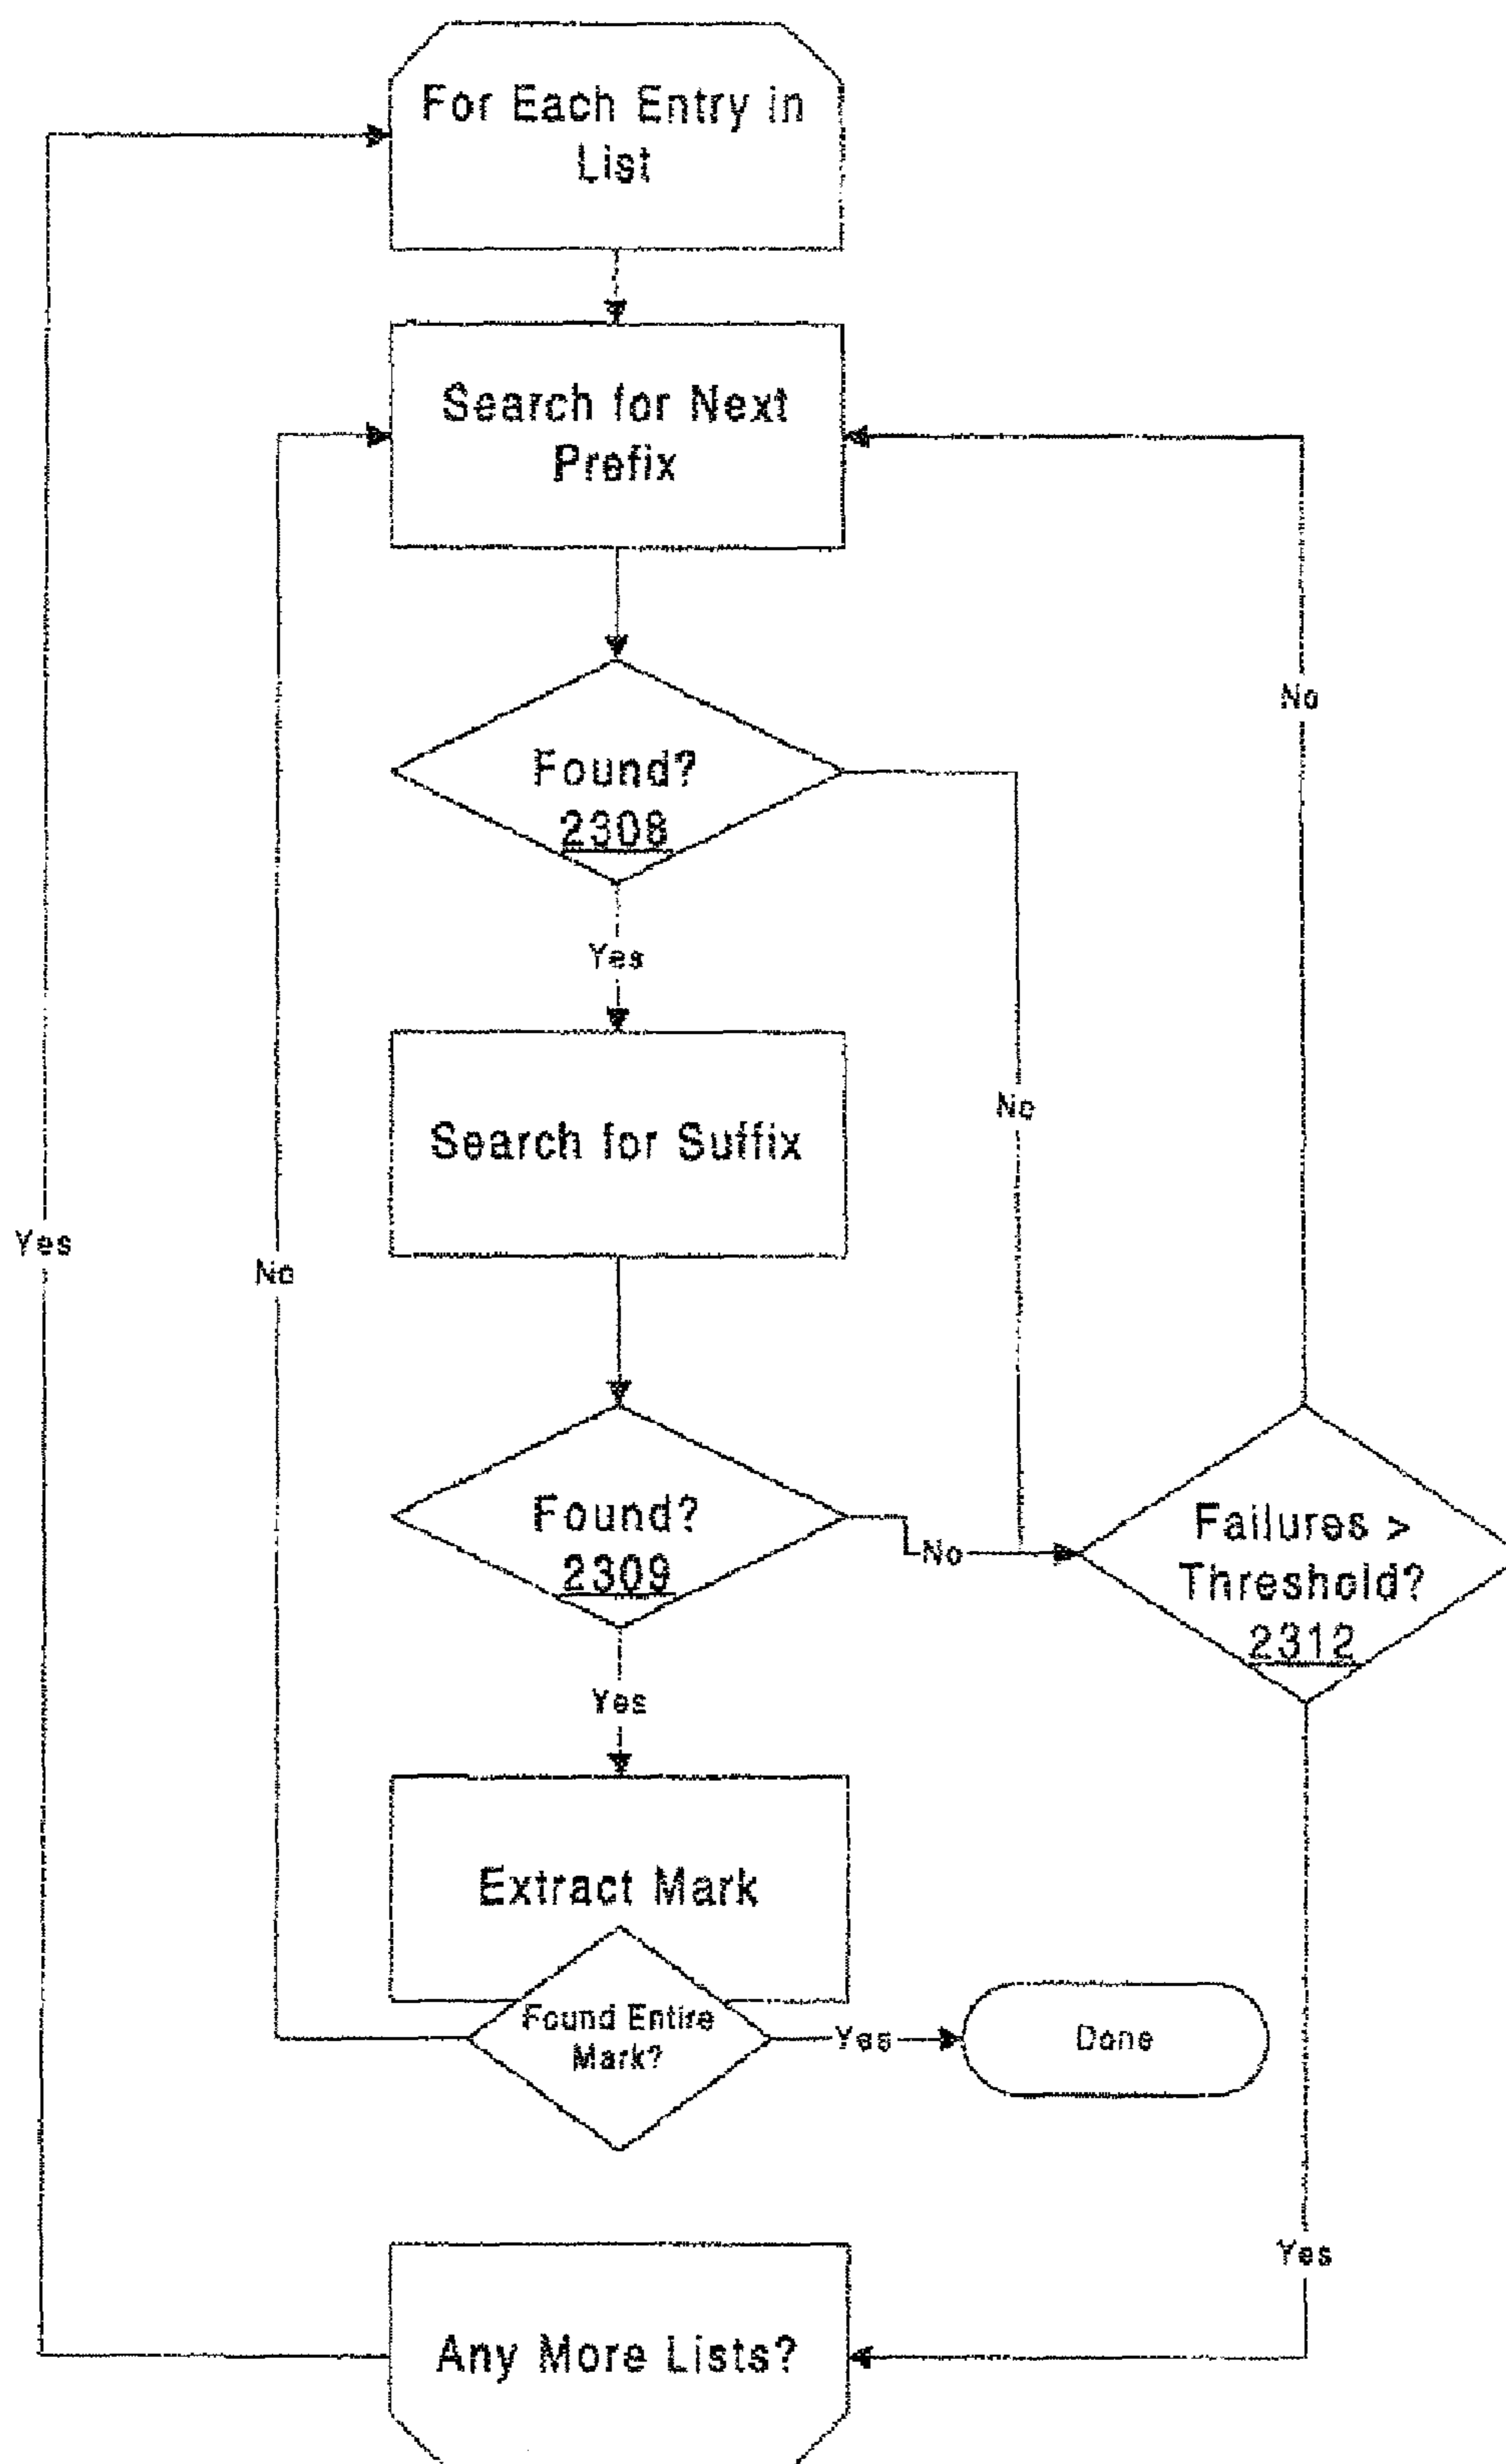 For Each Entry in
List
Search for Next
Prefix
No
Found?
2308
Yes
No
Search for Suffix
Yes
No
Found?
2309
No
Failures >
Threshold?
2312
Yes
Extract Mark
Found Entire
Mark?
Yes
Done
Yes
Any More Lists?